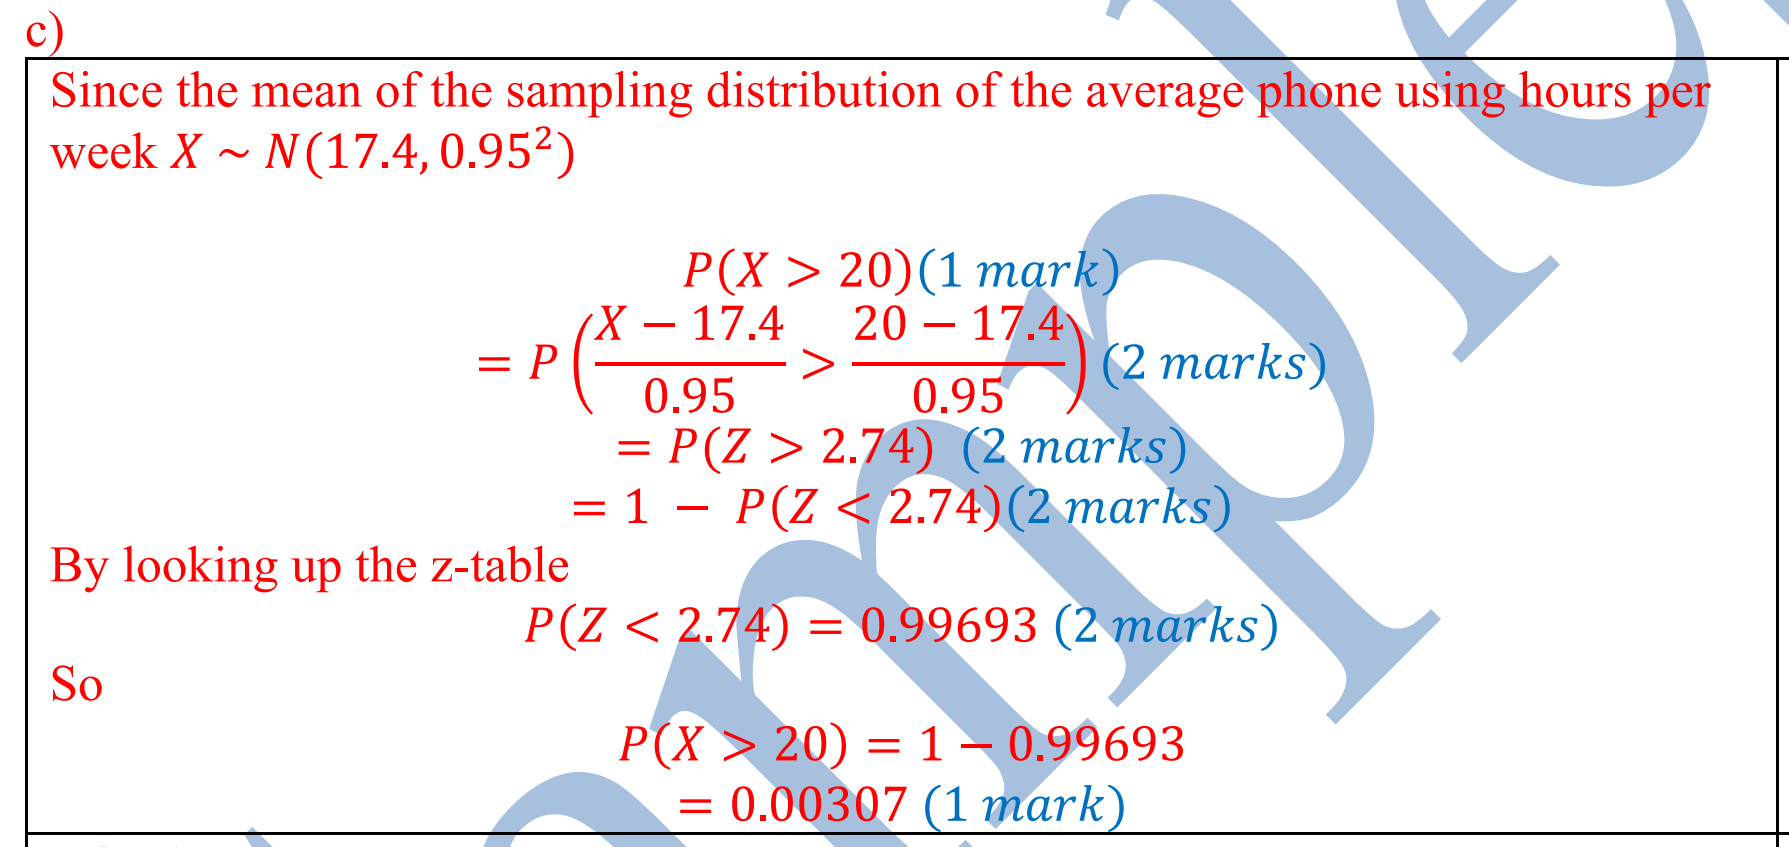 c)
Since the mean of the sampling distribution of the average phone using hours per
week X ~ N(17.4, 0.95²)
P(X > 20)(1 mark)
= P((X − 17.4)/0.95 > (20 − 17.4)/0.95) (2 marks)
= P(Z > 2.74) (2 marks)
= 1 − P(Z < 2.74)(2 marks)
By looking up the z-table
P(Z < 2.74) = 0.99693 (2 marks)
So
P(X > 20) = 1 − 0.99693
= 0.00307 (1 mark)